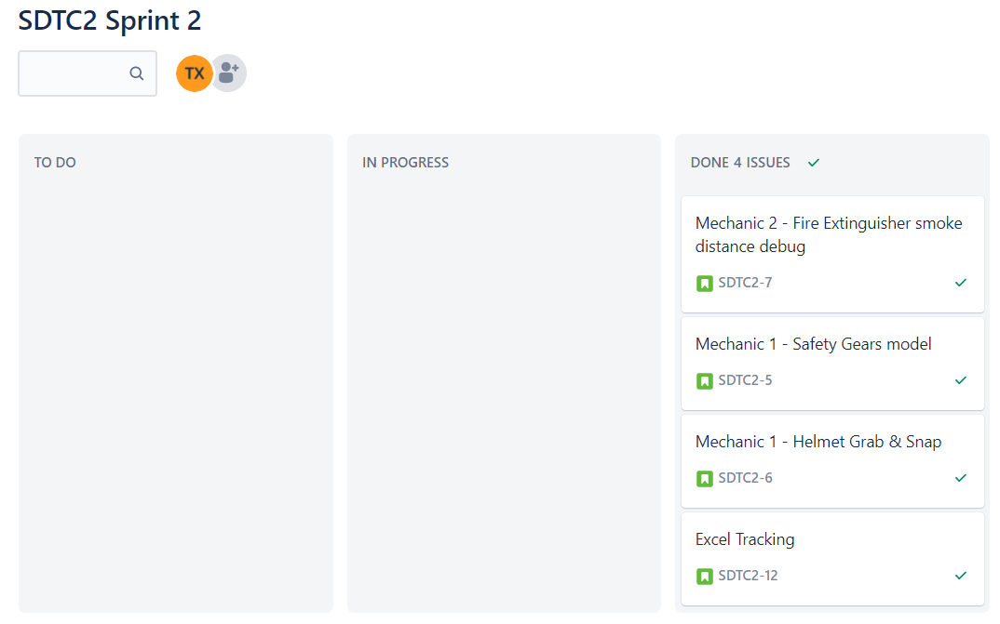 SDTC2 Sprint 2
TX
TO DO
IN PROGRESS
DONE 4 ISSUES
Mechanic 2 - Fire Extinguisher smoke
distance debug
SDTC2-7
Mechanic 1 - Safety Gears model
SDTC2-5
Mechanic 1 - Helmet Grab & Snap
SDTC2-6
Excel Tracking
SDTC2-12